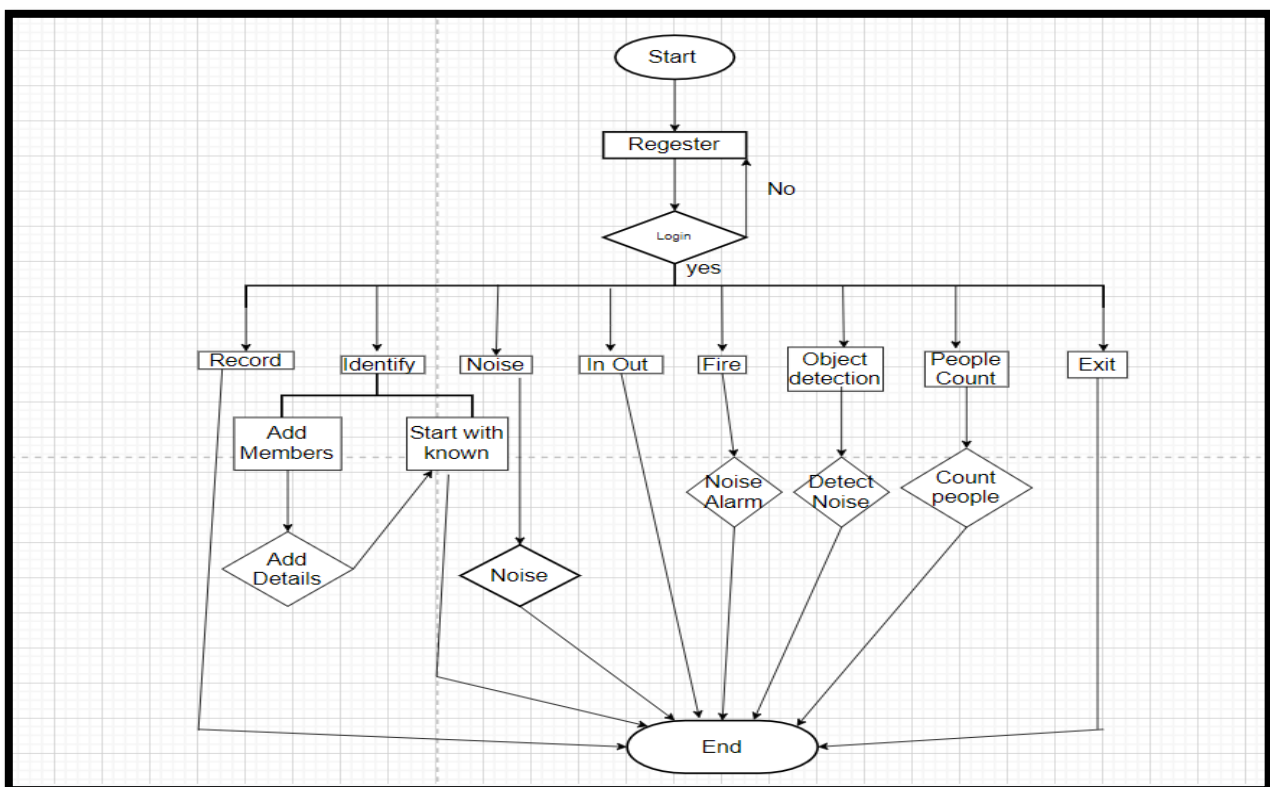 Start
Regester
No
Login
yes
Record
Identify
Noise
In Out
Fire
Object
detection
People
Count
Exit
Add
Members
Start with
known
Noise
Alarm
Detect
Noise
Count
people
Add
Details
Noise
End